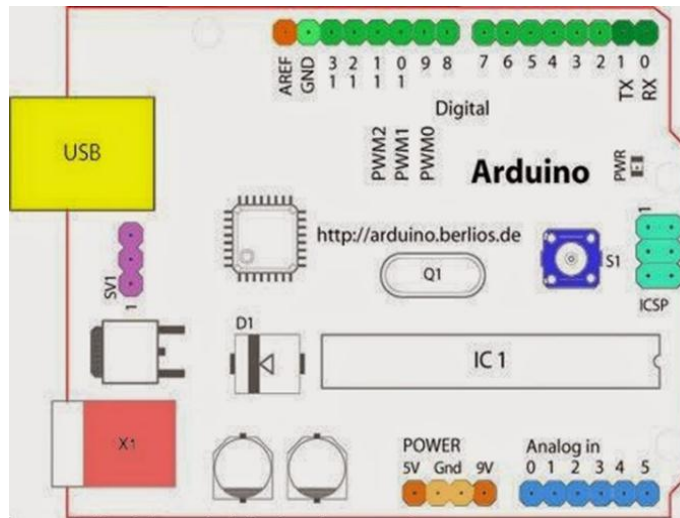 AREF
GND
13
12
11
10
9
8
7
6
5
4
3
2
1
0
TX
RX
Digital
PWM2
PWM1
PWM0
Arduino
PWR
USB
http://arduino.berlios.de
1
S1
Q1
ICSP
SV1
1
D1
IC 1
X1
POWER
5V Gnd 9V
Analog in
0 1 2 3 4 5